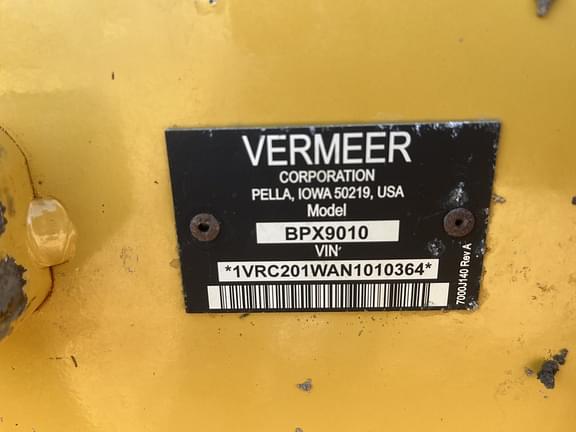 VERMEER
CORPORATION
PELLA, IOWA 50219, USA
Model
BPX9010
VIN
*1VRC201WAN1010364*
7000J140 Rev A